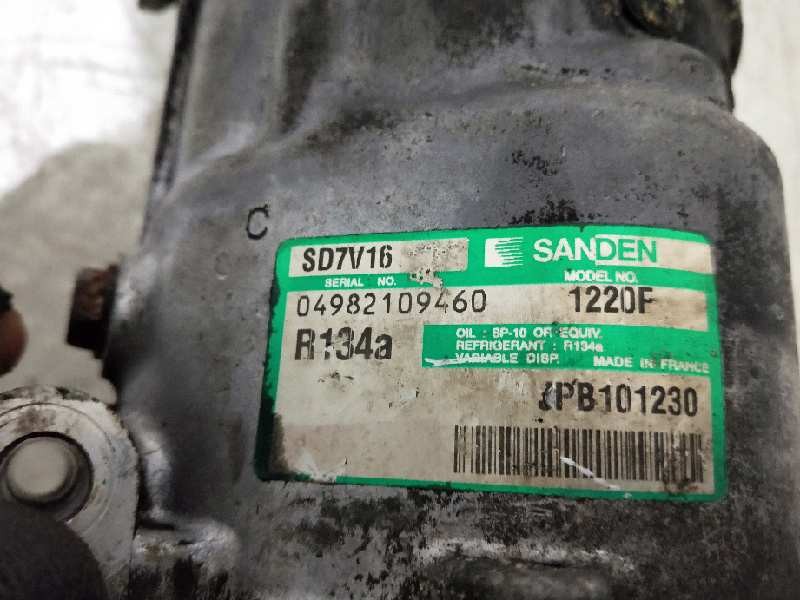 C
SD7V16
SANDEN
SERIAL NO.
MODEL NO.
04982109460
1220F
R134a
OIL : SP-10 OR EQUIV.
REFRIGERANT : R134a
VARIABLE DISP.
MADE IN FRANCE
JPB101230